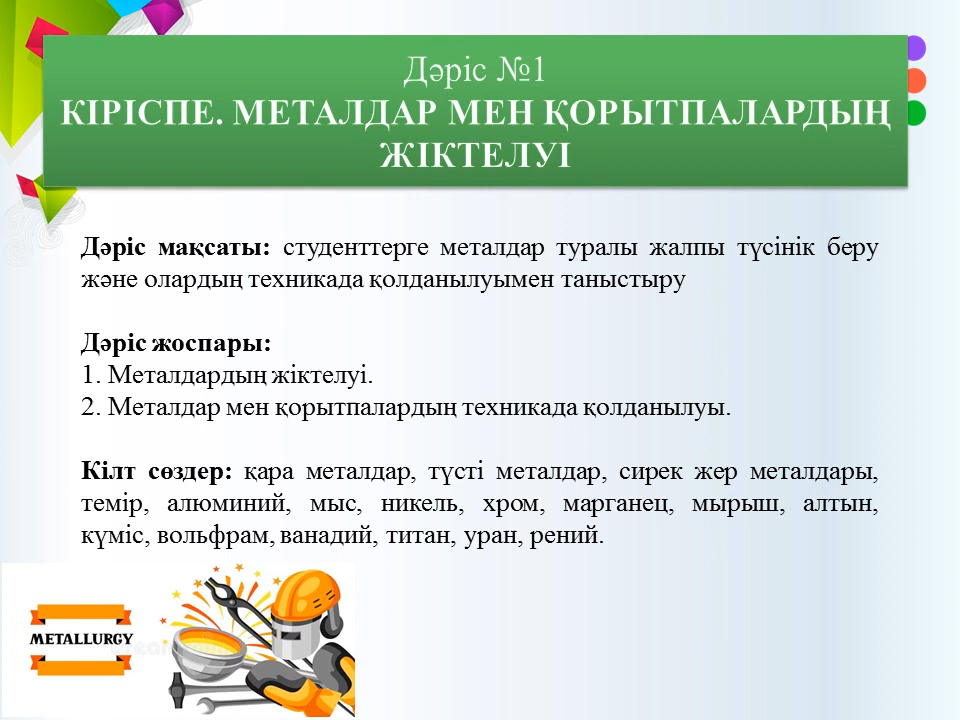 Дәріс №1
КІРІСПЕ. МЕТАЛДАР МЕН ҚОРЫТПАЛАРДЫҢ
ЖІКТЕЛУІ
Дәріс мақсаты: студенттерге металдар туралы жалпы түсінік беру
және олардың техникада қолданылуымен таныстыру
Дәріс жоспары:
1. Металдардың жіктелуі.
2. Металдар мен қорытпалардың техникада қолданылуы.
Кілт сөздер: қара металдар, түсті металдар, сирек жер металдары,
темір, алюминий, мыс, никель, хром, марганец, мырыш, алтын,
күміс, вольфрам, ванадий, титан, уран, рений.
METALLURGY